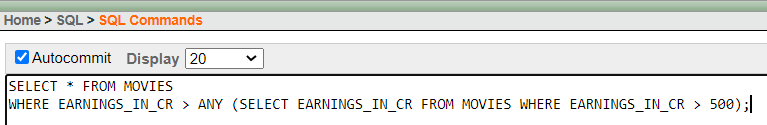 Home > SQL > SQL Commands
Autocommit Display 20
SELECT * FROM MOVIES
WHERE EARNINGS_IN_CR > ANY (SELECT EARNINGS_IN_CR FROM MOVIES WHERE EARNINGS_IN_CR > 500);